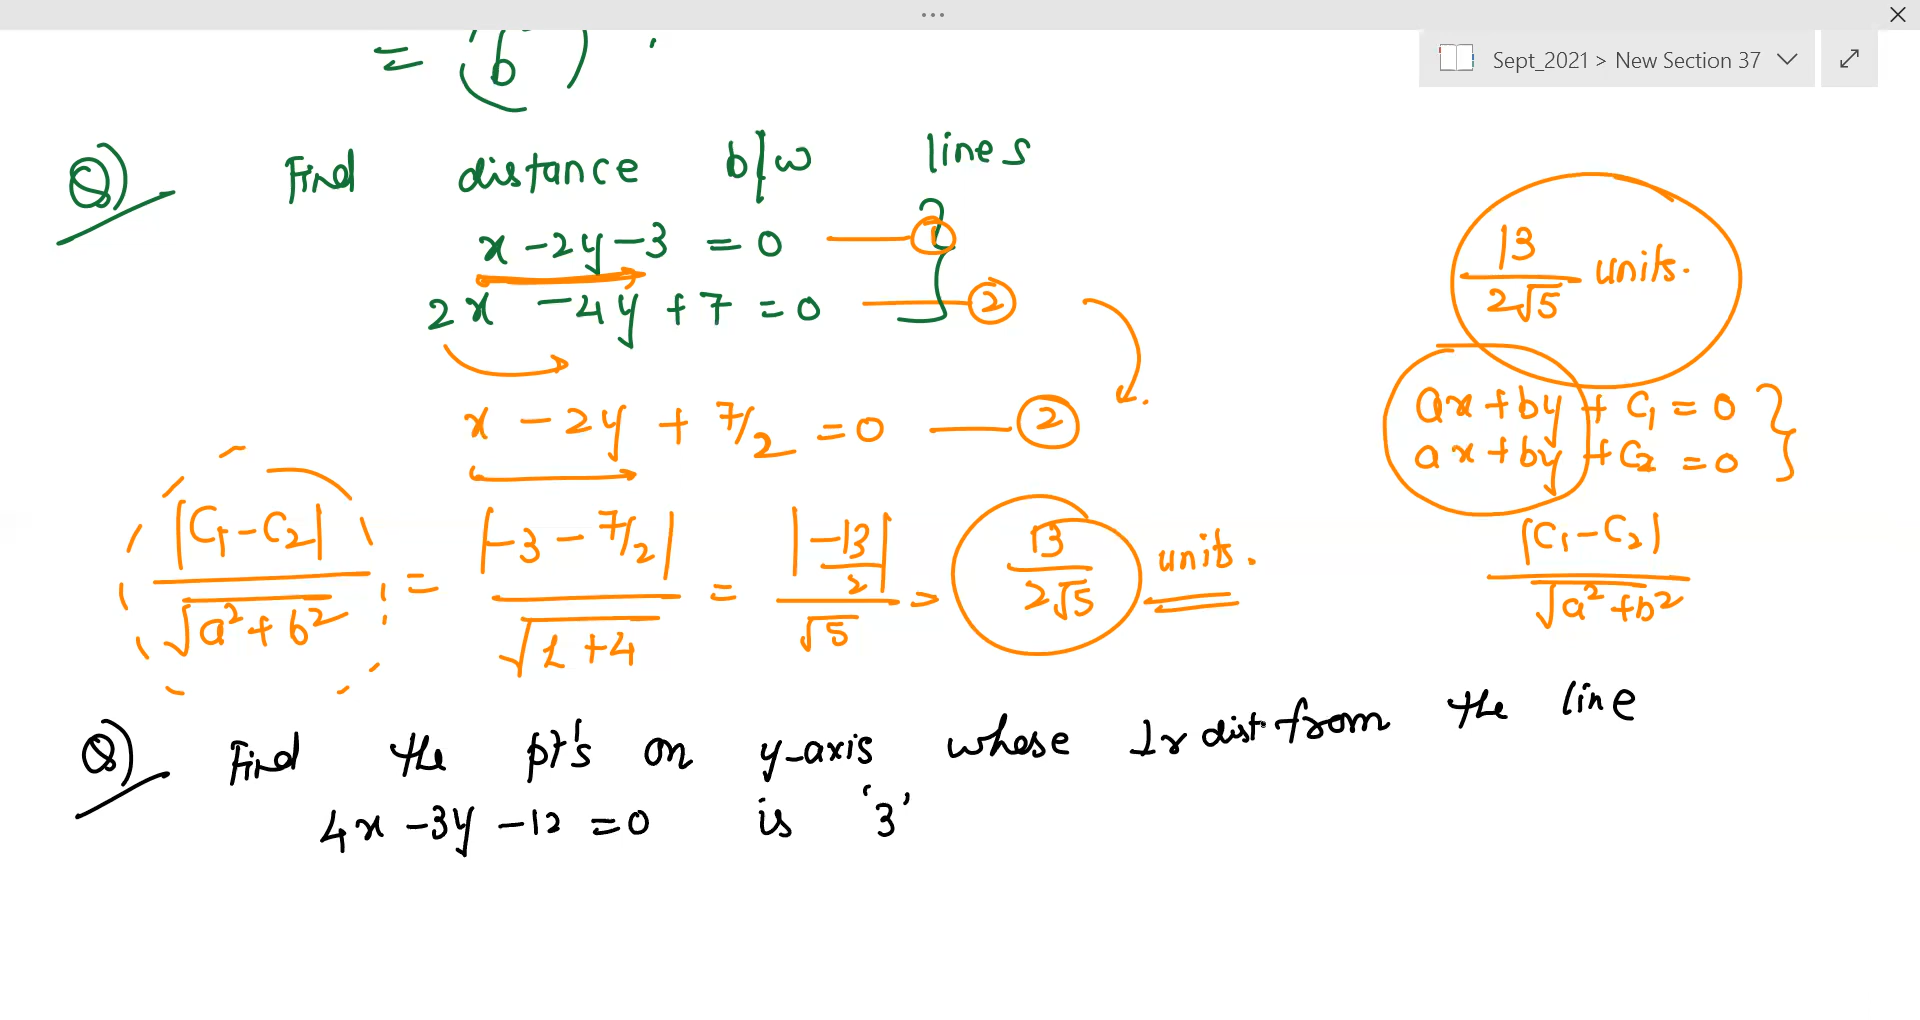 ...
Sept_2021 > New Section 37
= b ) .
Q) Find distance b/w lines
x - 2y - 3 = 0 —— ①
2x - 4y + 7 = 0 —— ②
13/2√5 units.
x - 2y + 7/2 = 0 —— ②
ax + by + C₁ = 0 }
ax + by + C₂ = 0
|C₁ - C₂|/√a² + b² = |-3 - 7/2|/√1 + 4 = |-13/2|/√5 = 13/2√5 units.
|C₁ - C₂|/√a² + b²
Q) Find the pt's on y-axis whose ⊥r dist. from the line
4x - 3y - 12 = 0 is '3'